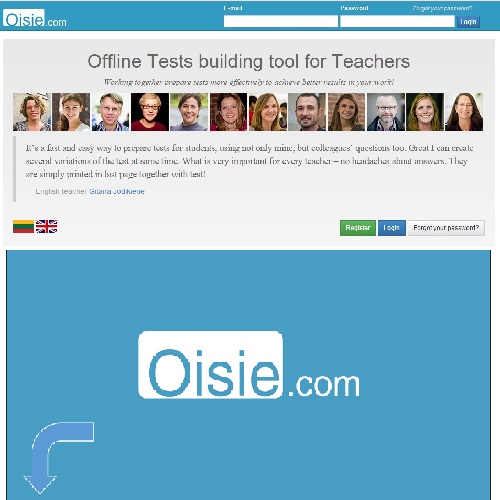 Oisie.com
E-mail Password Forgot your password?
Login
Offline Tests building tool for Teachers
Working together prepare tests more effectively to achieve better results in your work!
It's a fast and easy way to prepare tests for students, using not only mine, but colleagues' questions too. Great I can create
several variations of the test at same time. What is very important for every teacher – no headaches about answers. They
are simply printed in last page together with test!
— English teacher Gitana Jodikienė
Register Login Forgot your password?
Oisie.com